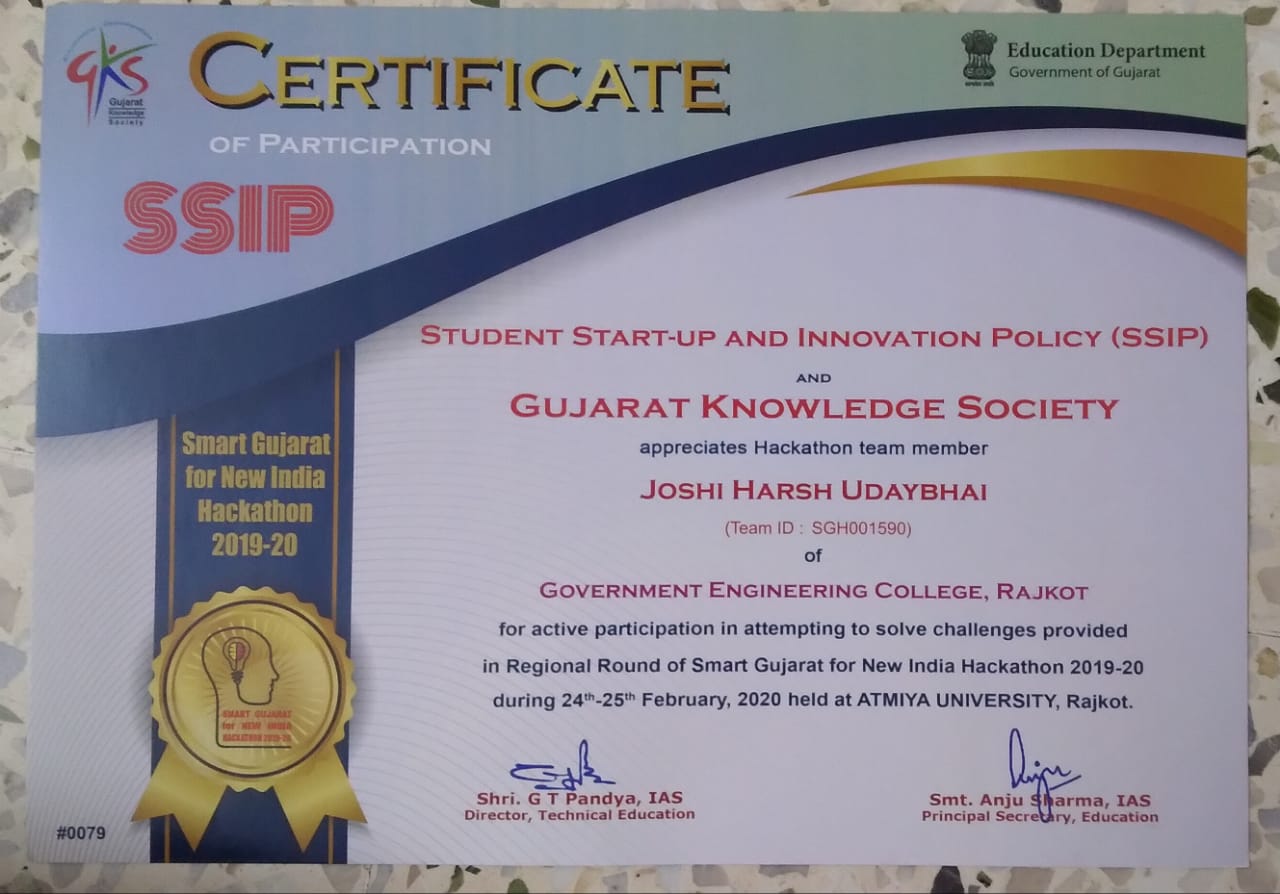 GKS
Gujarat
Knowledge
Society
CERTIFICATE
OF PARTICIPATION
SSIP
Education Department
Government of Gujarat
STUDENT START-UP AND INNOVATION POLICY (SSIP)
AND
GUJARAT KNOWLEDGE SOCIETY
appreciates Hackathon team member
JOSHI HARSH UDAYBHAI
(Team ID : SGH001590)
of
GOVERNMENT ENGINEERING COLLEGE, RAJKOT
for active participation in attempting to solve challenges provided
in Regional Round of Smart Gujarat for New India Hackathon 2019-20
during 24th-25th February, 2020 held at ATMIYA UNIVERSITY, Rajkot.
Smart Gujarat
for New India
Hackathon
2019-20
SMART GUJARAT
for NEW INDIA
HACKATHON 2019-20
Shri. G T Pandya, IAS
Director, Technical Education
Smt. Anju Sharma, IAS
Principal Secretary, Education
#0079